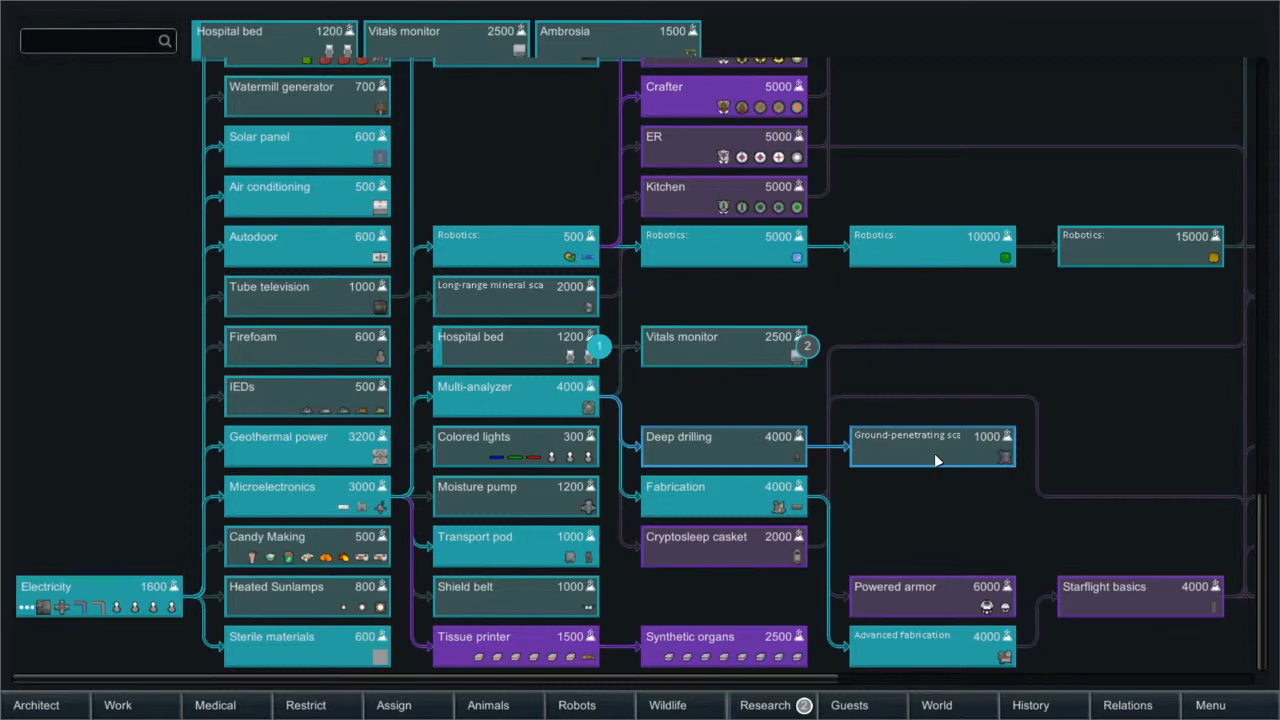 Hospital bed 1200
Vitals monitor 2500
Ambrosia 1500
Watermill generator 700
Crafter 5000
Solar panel 600
ER 5000
Air conditioning 500
Kitchen 5000
Autodoor 600
Robotics: 500
Robotics: 5000
Robotics: 10000
Robotics: 15000
Tube television 1000
Long-range mineral sca 2000
Firefoam 600
Hospital bed 1200
1
Vitals monitor 2500
2
IEDs 500
Multi-analyzer 4000
Geothermal power 3200
Colored lights 300
Deep drilling 4000
Ground-penetrating sca 1000
Microelectronics 3000
Moisture pump 1200
Fabrication 4000
Candy Making 500
Transport pod 1000
Cryptosleep casket 2000
Electricity 1600
Heated Sunlamps 800
Shield belt 1000
Powered armor 6000
Starflight basics 4000
Sterile materials 600
Tissue printer 1500
Synthetic organs 2500
Advanced fabrication 4000
Architect
Work
Medical
Restrict
Assign
Animals
Robots
Wildlife
Research 2
Guests
World
History
Relations
Menu